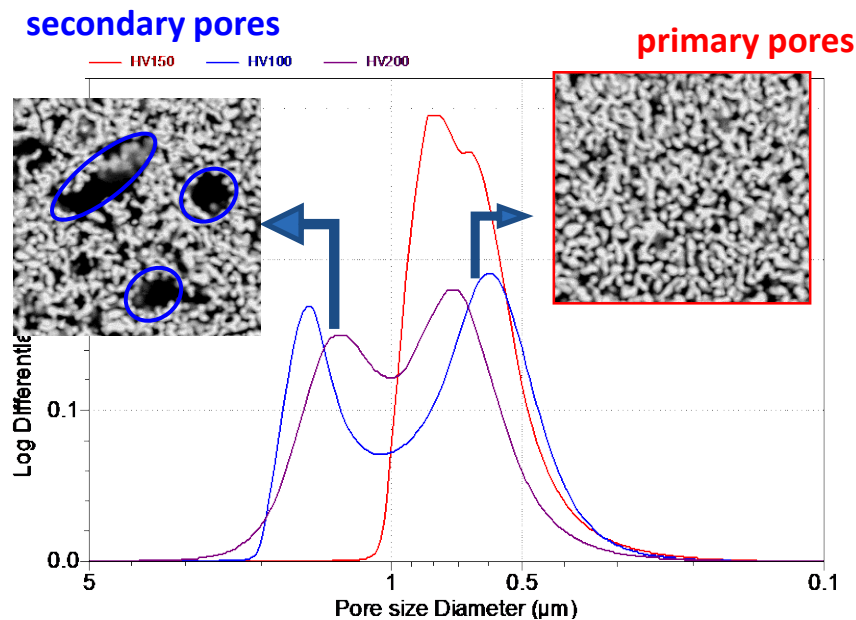 secondary pores
primary pores
HV150 HV100 HV200
Log Differentia
0.1
0.0
5 1 0.5 0.1
Pore size Diameter (µm)